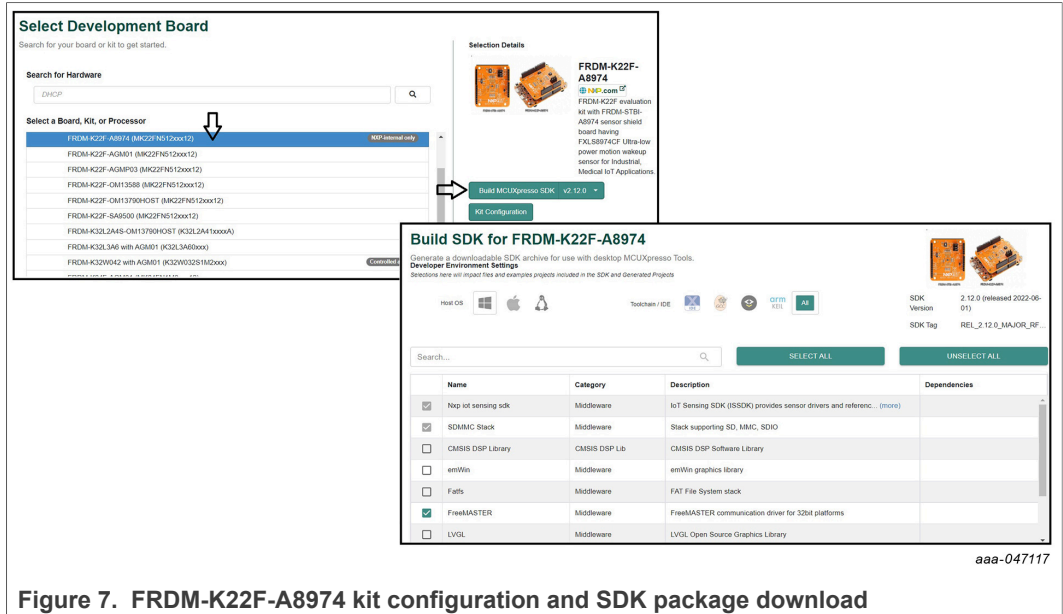 Select Development Board
Search for your board or kit to get started.
Search for Hardware
DHCP
Select a Board, Kit, or Processor
FRDM-K22F-A8974 (MK22FN512xxx12) NXP-internal only
FRDM-K22F-AGM01 (MK22FN512xxx12)
FRDM-K22F-AGMP03 (MK22FN512xxx12)
FRDM-K22F-OM13588 (MK22FN512xxx12)
FRDM-K22F-OM13790HOST (MK22FN512xxx12)
FRDM-K22F-SA9500 (MK22FN512xxx12)
FRDM-K32L2A4S-OM13790HOST (K32L2A41xxxxA)
FRDM-K32L3A6 with AGM01 (K32L3A60xxx)
FRDM-K32W042 with AGM01 (K32W032S1M2xxx) Controlled
Selection Details
FRDM-K22F-
A8974
NXP.com
FRDM-K22F evaluation
kit with FRDM-STBI-
A8974 sensor shield
board having
FXLS8974CF Ultra-low
power motion wakeup
sensor for Industrial,
Medical IoT Applications.
Build MCUXpresso SDK v2.12.0
Kit Configuration
Build SDK for FRDM-K22F-A8974
Generate a downloadable SDK archive for use with desktop MCUXpresso Tools.
Developer Environment Settings
Selections here will impact files and examples projects included in the SDK and Generated Projects
Host OS
Toolchain / IDE
arm
KEIL
All
SDK Version 2.12.0 (released 2022-06-01)
SDK Tag REL_2.12.0_MAJOR_RF...
Search...
SELECT ALL
UNSELECT ALL
Name Category Description Dependencies
Nxp iot sensing sdk Middleware IoT Sensing SDK (ISSDK) provides sensor drivers and referenc... (more)
SDMMC Stack Middleware Stack supporting SD, MMC, SDIO
CMSIS DSP Library CMSIS DSP Lib CMSIS DSP Software Library
emWin Middleware emWin graphics library
Fatfs Middleware FAT File System stack
FreeMASTER Middleware FreeMASTER communication driver for 32bit platforms
LVGL Middleware LVGL Open Source Graphics Library
aaa-047117
Figure 7. FRDM-K22F-A8974 kit configuration and SDK package download